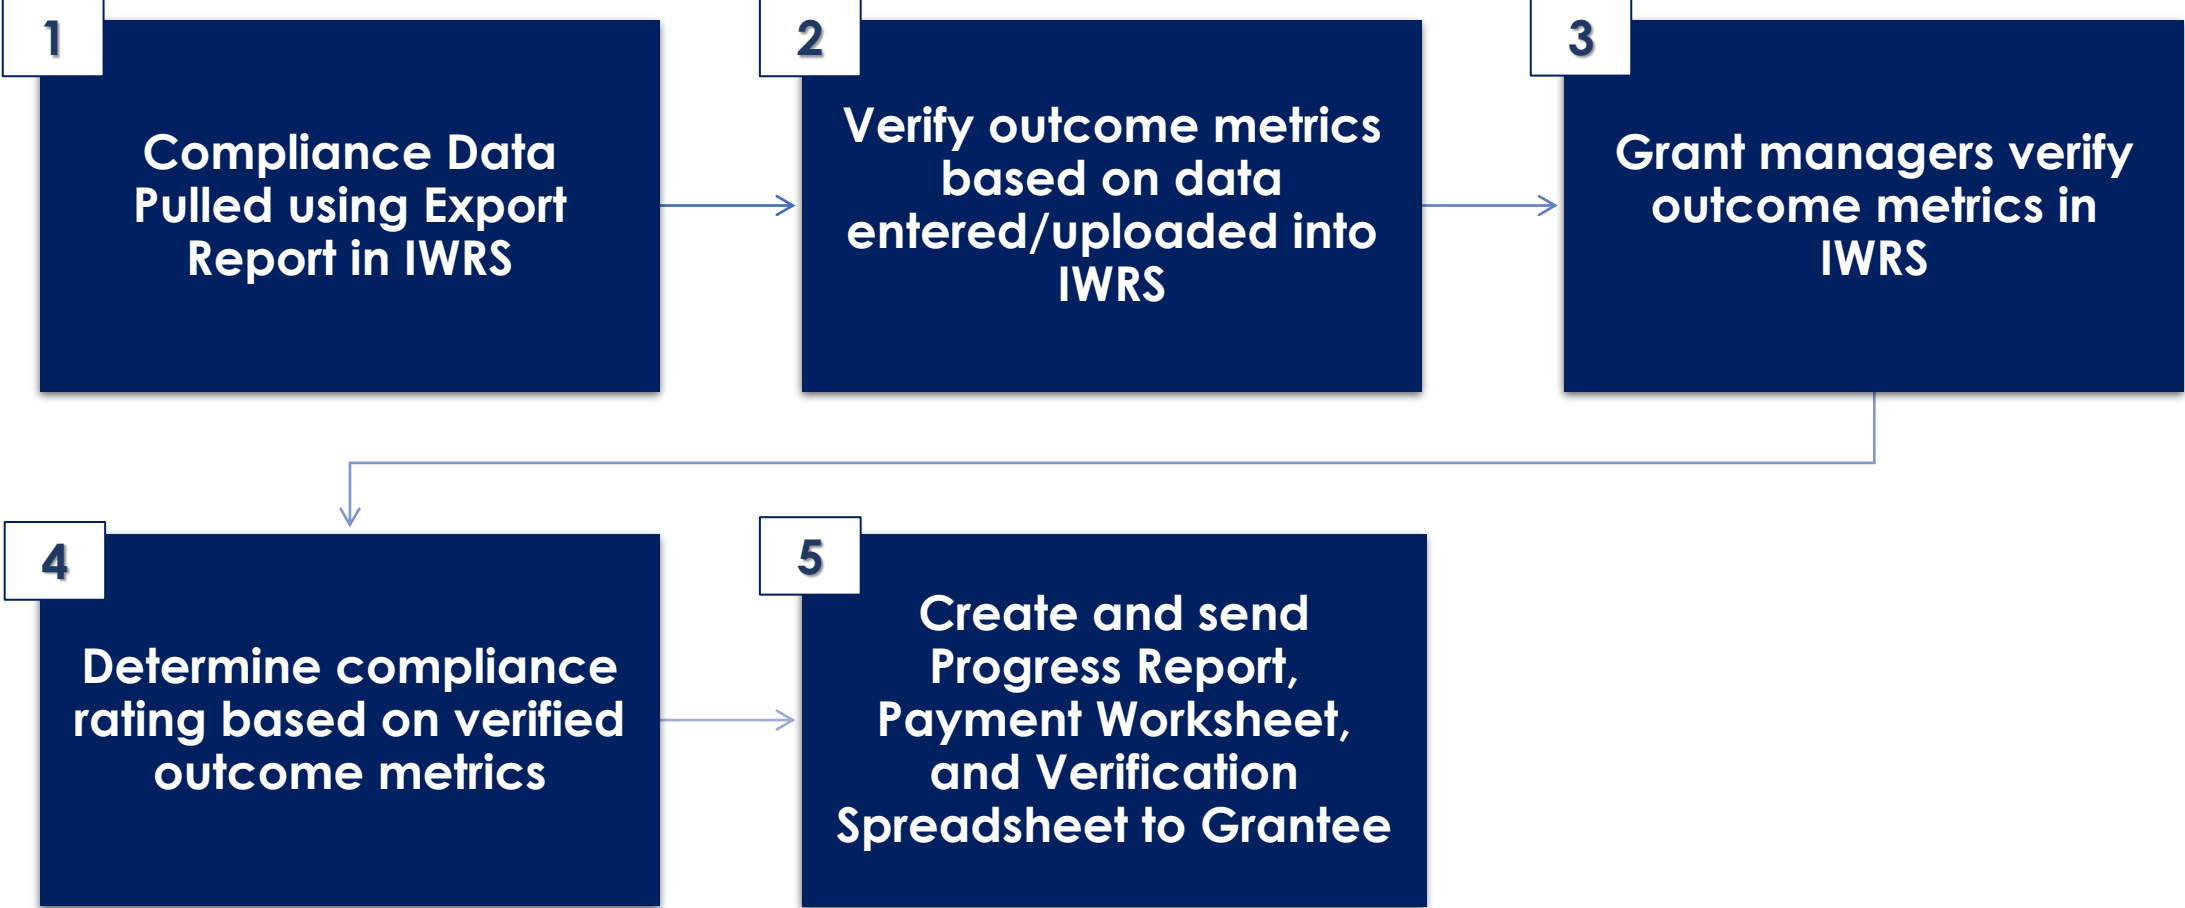 1
Compliance Data
Pulled using Export
Report in IWRS
2
Verify outcome metrics
based on data
entered/uploaded into
IWRS
3
Grant managers verify
outcome metrics in
IWRS
4
Determine compliance
rating based on verified
outcome metrics
5
Create and send
Progress Report,
Payment Worksheet,
and Verification
Spreadsheet to Grantee